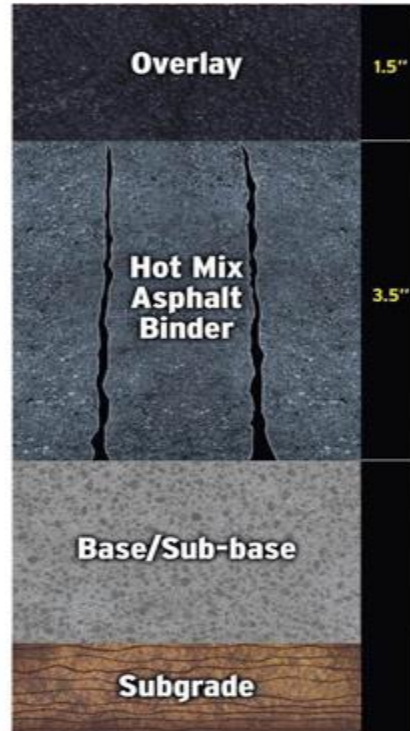 Overlay
1.5"
Hot Mix
Asphalt
Binder
3.5"
Base/Sub-base
Subgrade